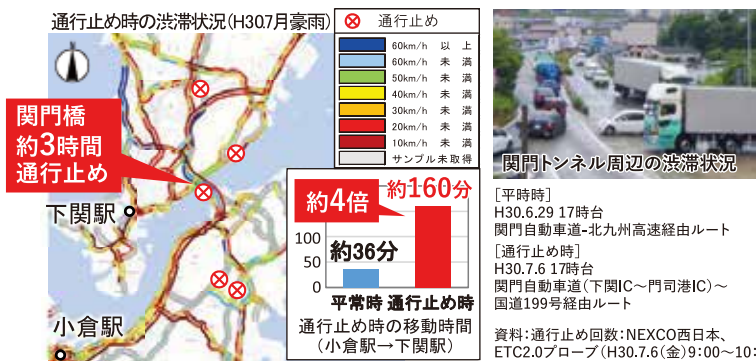 通行止め時の渋滞状況(H30.7月豪雨)
通行止め
60km/h 以上
60km/h 未満
50km/h 未満
40km/h 未満
30km/h 未満
20km/h 未満
10km/h 未満
サンプル未取得
関門橋
約3時間
通行止め
下関駅
小倉駅
約4倍
約160分
約36分
100
50
0
平常時 通行止め時
通行止め時の移動時間
(小倉駅→下関駅)
関門トンネル周辺の渋滞状況
[平時時]
H30.6.29 17時台
関門自動車道-北九州高速経由ルート
[通行止め時]
H30.7.6 17時台
関門自動車道(下関IC～門司港IC)～
国道199号経由ルート
資料:通行止め回数:NEXCO西日本、
ETC2.0プローブ(H30.7.6(金)9:00～10